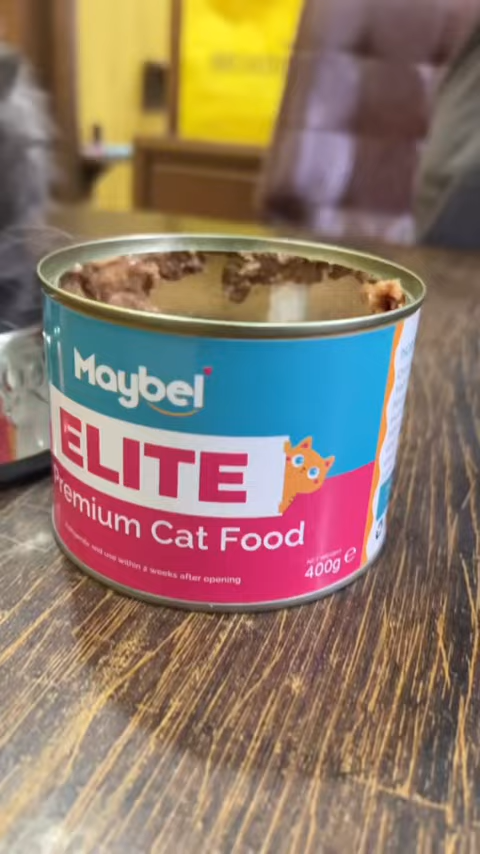 Maybel
ELITE
Premium Cat Food
and use within 2 weeks after opening
400g e